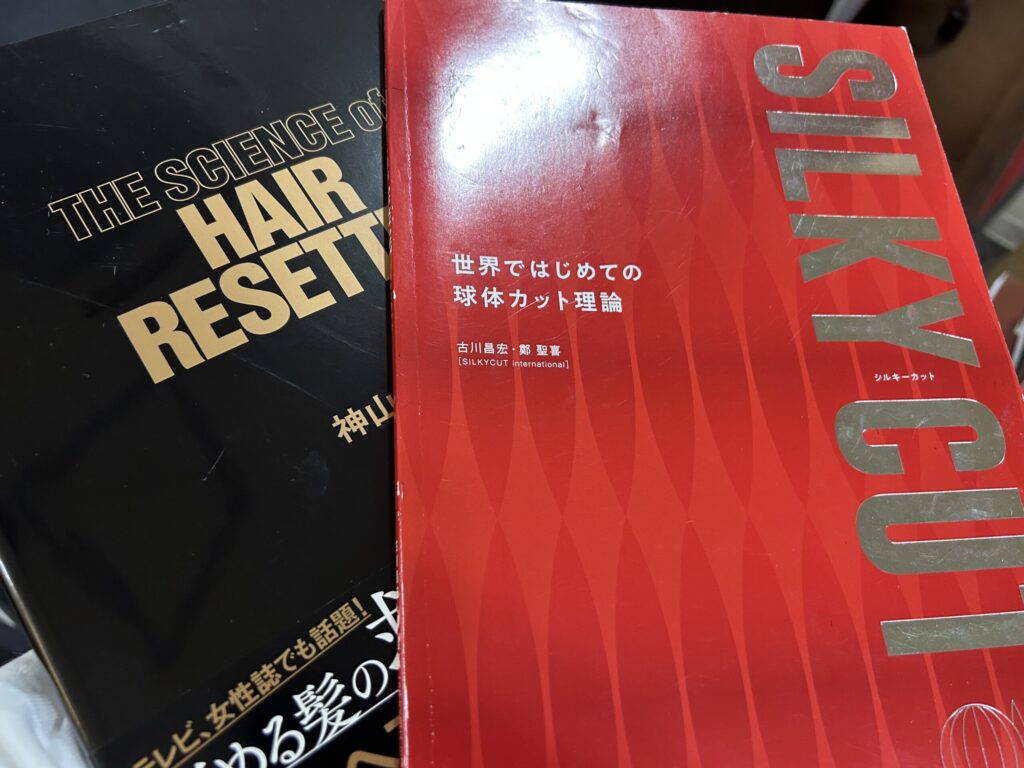 THE SCIENCE of
HAIR
RESETT
神山
テレビ、女性誌でも話題!
める髪の
SILKY CUT
シルキーカット
世界ではじめての
球体カット理論
古川昌宏・鄭 聖喜
[SILKYCUT international]